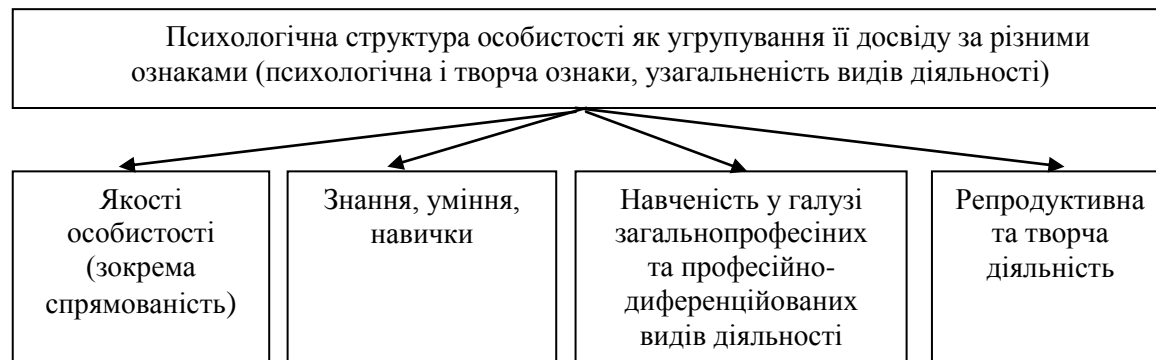 Психологічна структура особистості як угрупування її досвіду за різними
ознаками (психологічна і творча ознаки, узагальненість видів діяльності)
Якості
особистості
(зокрема
спрямованість)
Знання, уміння,
навички
Навченість у галузі
загальнопрофесіних
та професійно-
диференційованих
видів діяльності
Репродуктивна
та творча
діяльність